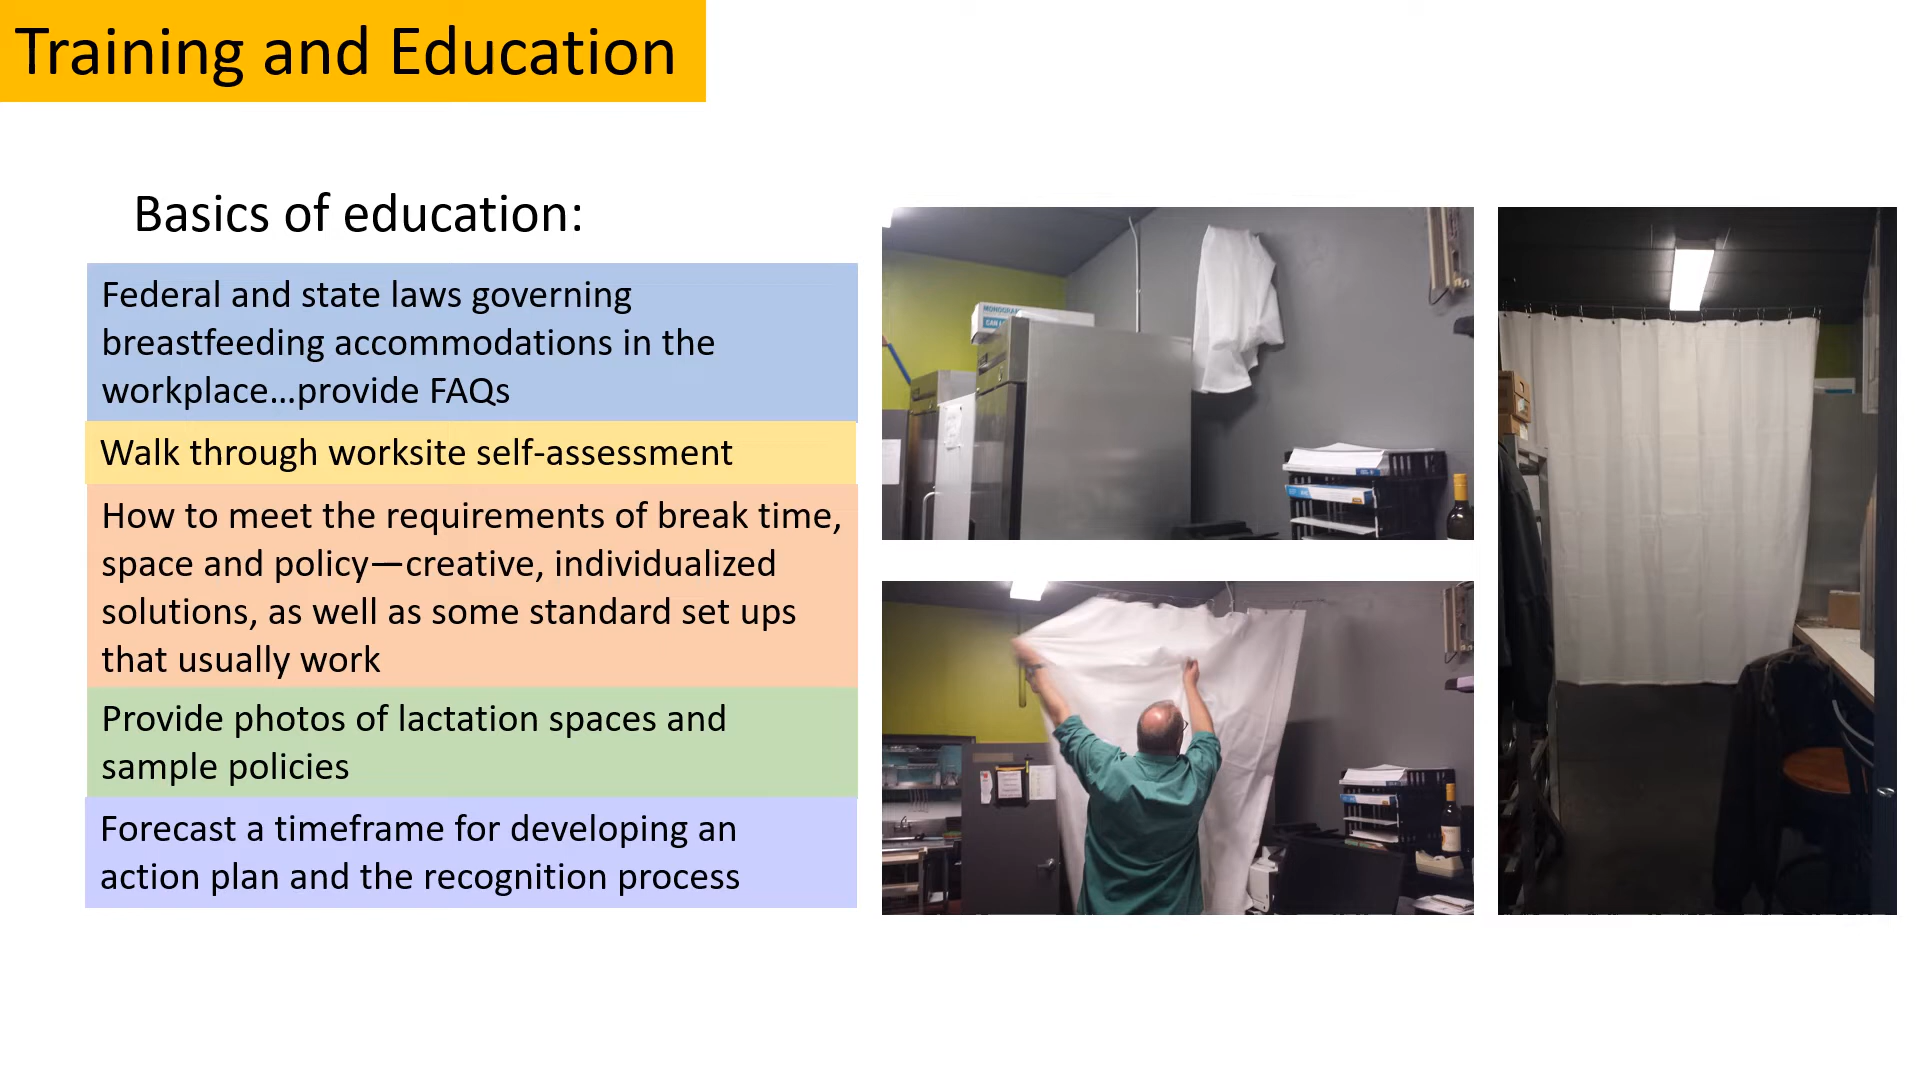 Training and Education
Basics of education:
Federal and state laws governing
breastfeeding accommodations in the
workplace...provide FAQs
Walk through worksite self-assessment
How to meet the requirements of break time,
space and policy—creative, individualized
solutions, as well as some standard set ups
that usually work
Provide photos of lactation spaces and
sample policies
Forecast a timeframe for developing an
action plan and the recognition process
MONOGRAM
CAN